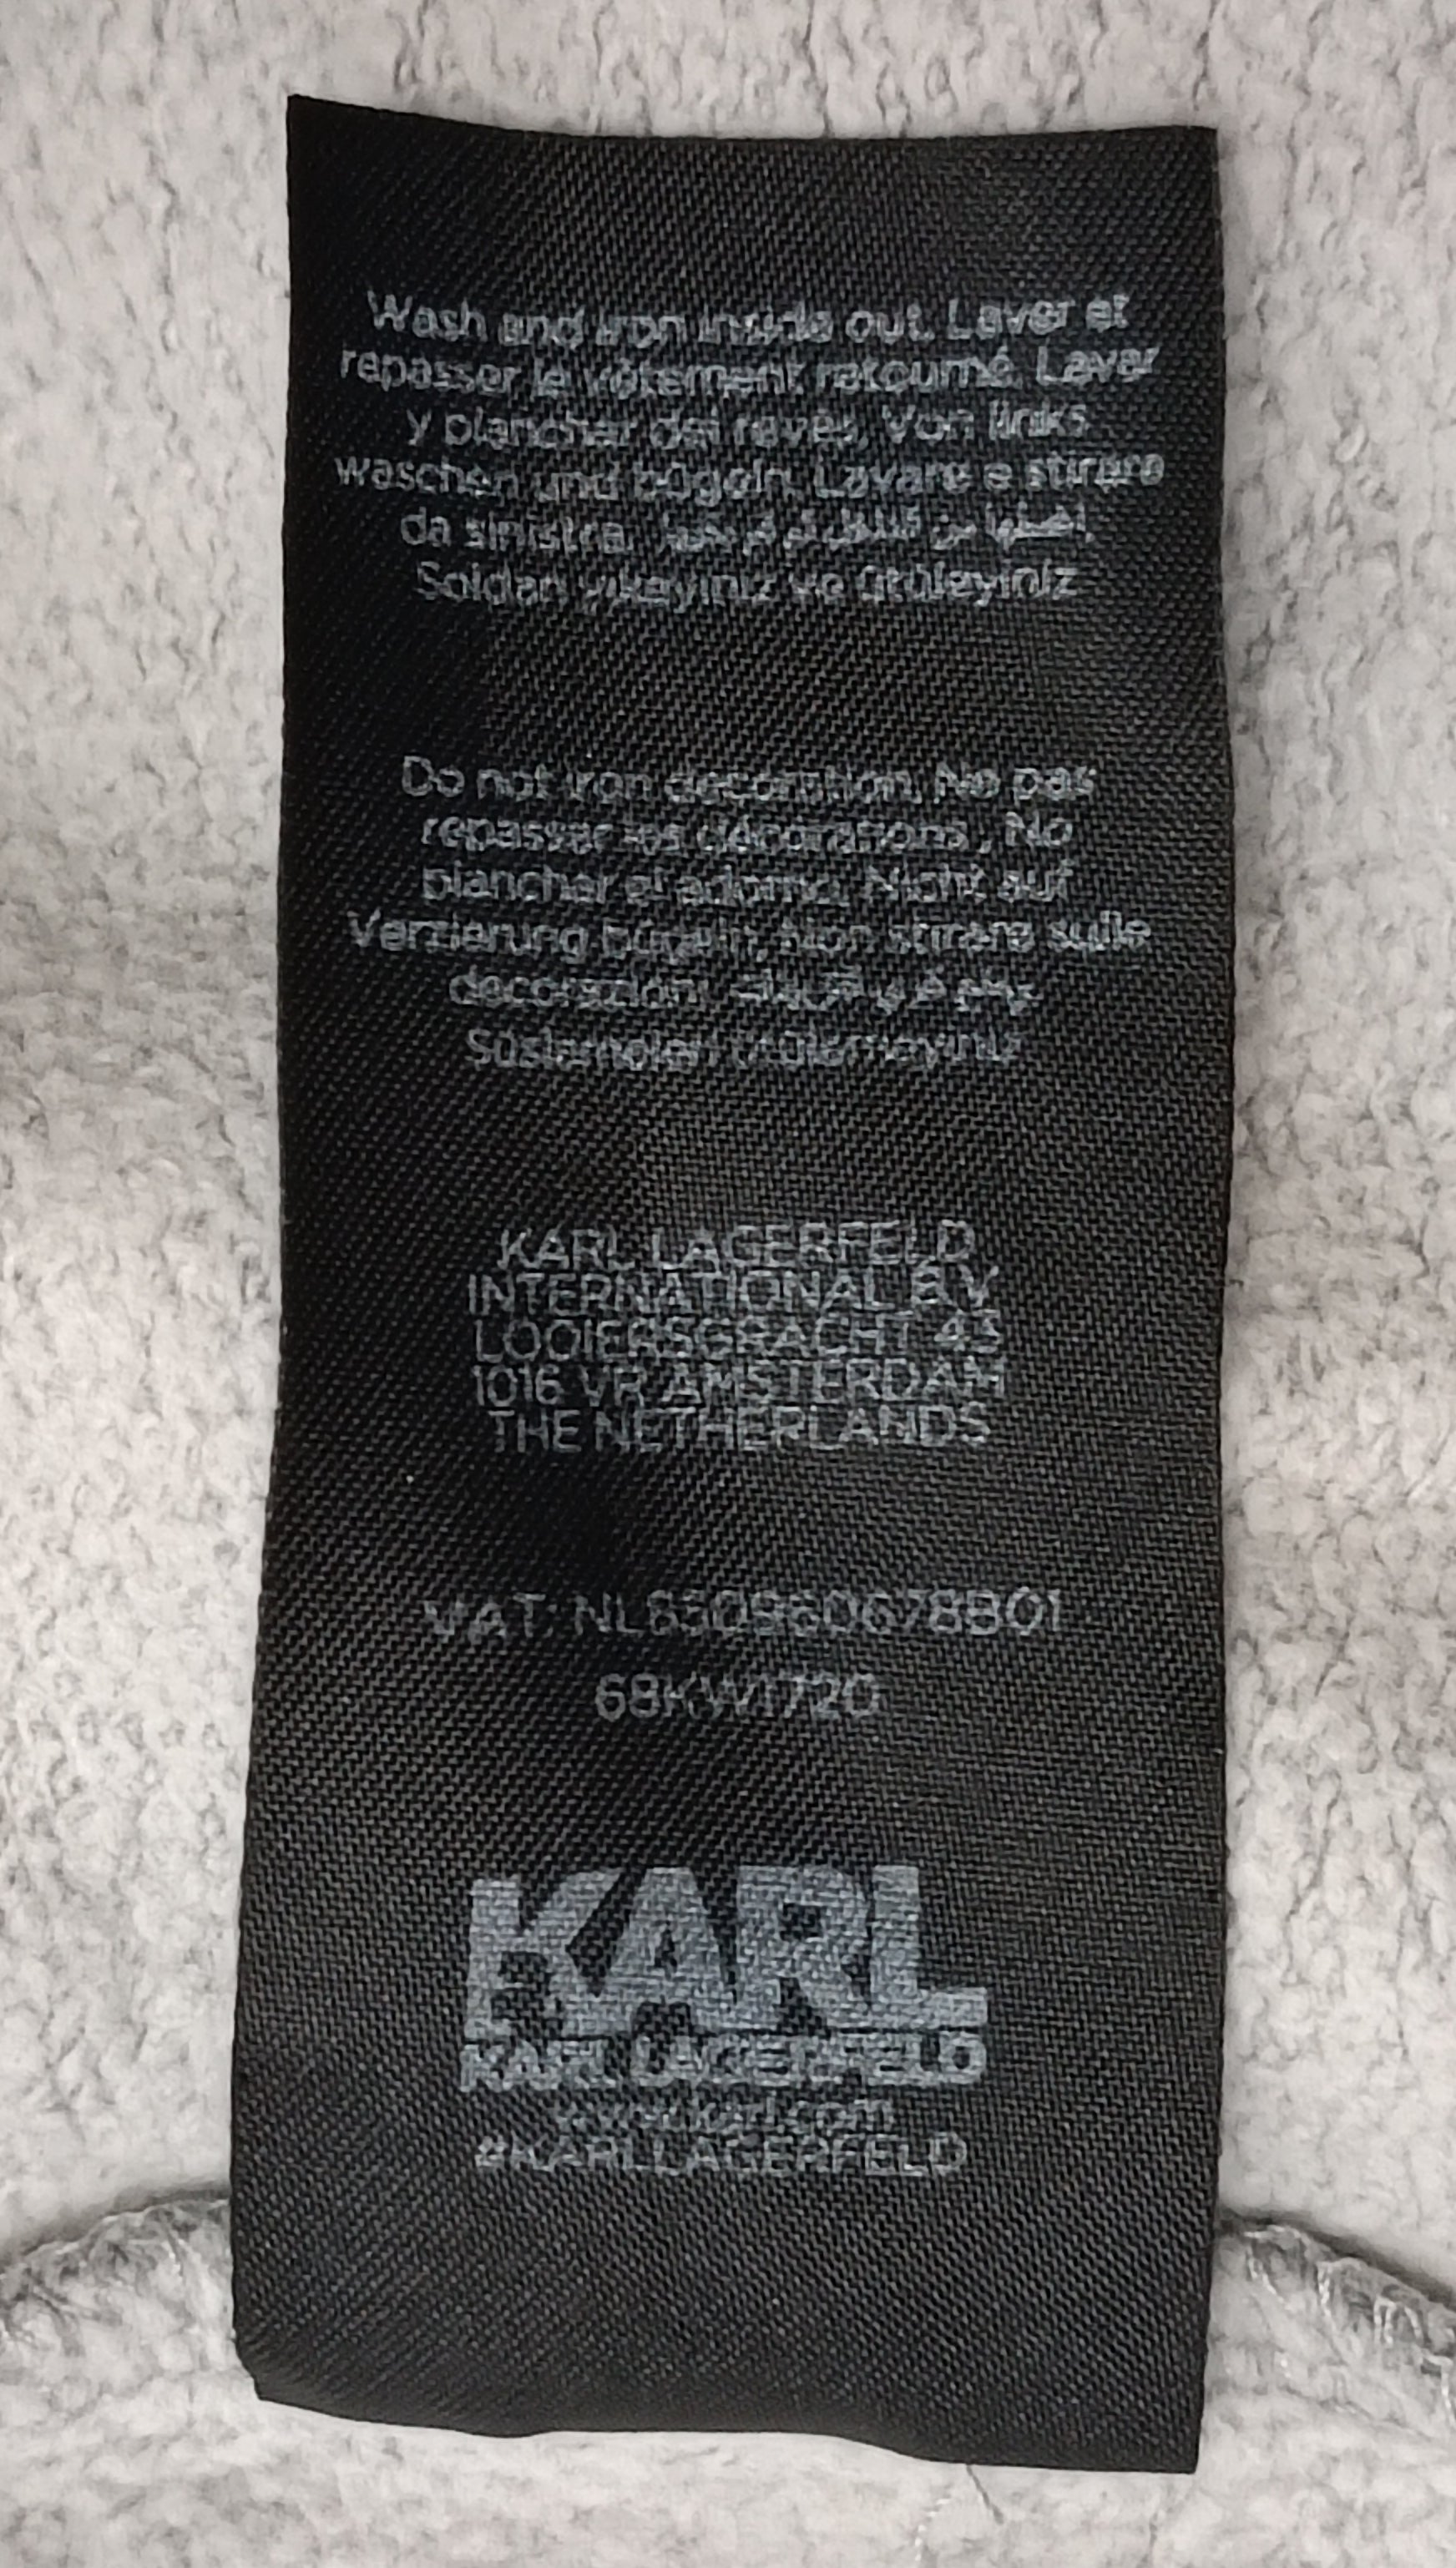 Wash and iron inside out. Laver et
repasser le vêtement retourné. Lavar
y planchar del revés. Von links
waschen und bügeln. Lavare e stirare
da sinistra.
Soldan yıkayınız ve ütüleyiniz
Do not iron decoration. Ne pas
repasser les décorations. No
planchar el adorno. Nicht auf
Verzierung bügeln. Non stirare sulle
decorazioni
Süslemeleri ütülemeyiniz
KARL LAGERFELD
INTERNATIONAL B.V.
LOOIERSGRACHT 43
1016 VR AMSTERDAM
THE NETHERLANDS
VAT: NL850960678B01
68KW1720
KARL
KARL LAGERFELD
www.karl.com
#KARLLAGERFELD